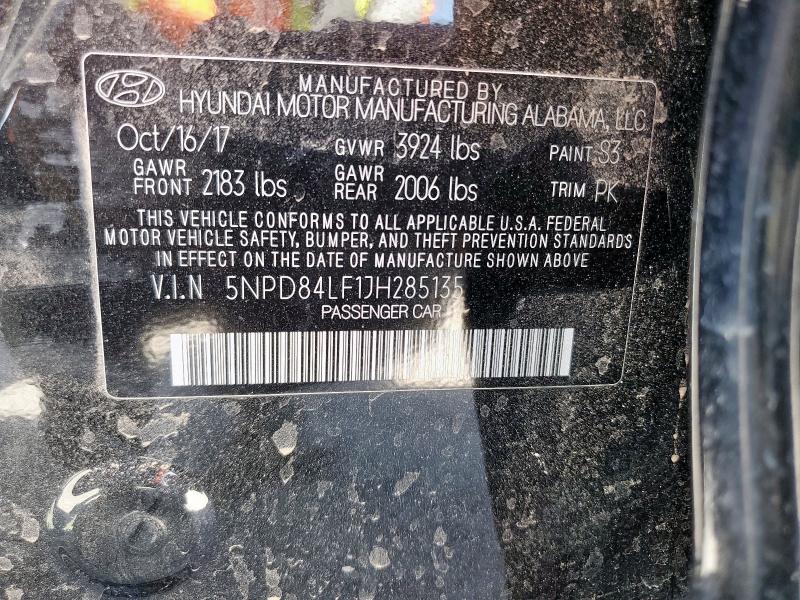 MANUFACTURED BY
HYUNDAI MOTOR MANUFACTURING ALABAMA, LLC
Oct/16/17 GVWR 3924 lbs PAINT S3
GAWR FRONT 2183 lbs GAWR REAR 2006 lbs TRIM PK
THIS VEHICLE CONFORMS TO ALL APPLICABLE U.S.A. FEDERAL
MOTOR VEHICLE SAFETY, BUMPER, AND THEFT PREVENTION STANDARDS
IN EFFECT ON THE DATE OF MANUFACTURE SHOWN ABOVE
V.I.N 5NPD84LF1JH285135
PASSENGER CAR